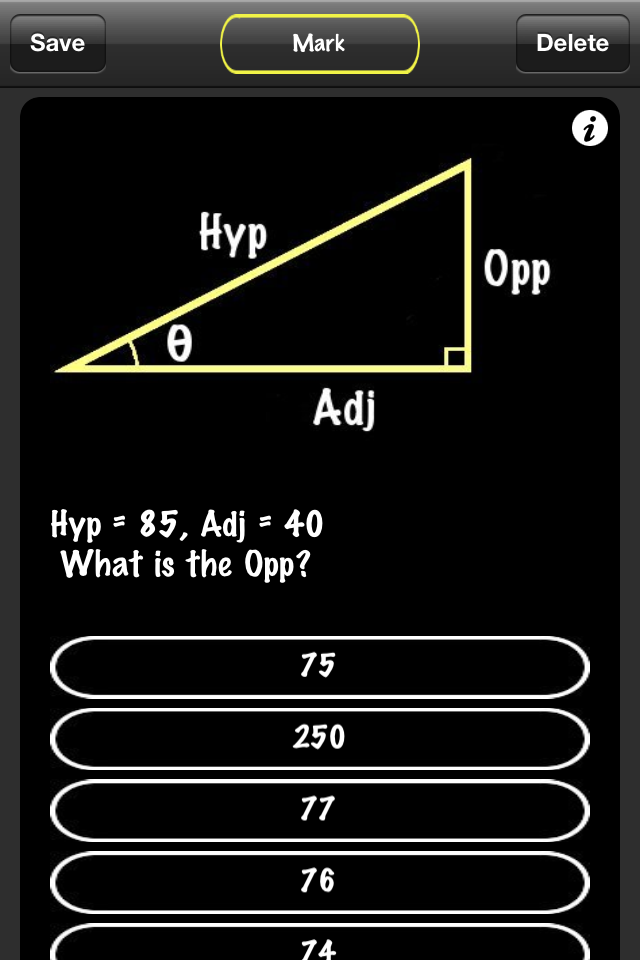 Save
Mark
Delete
i
Hyp
Opp
θ
Adj
Hyp = 85, Adj = 40
What is the Opp?
75
250
77
76
74